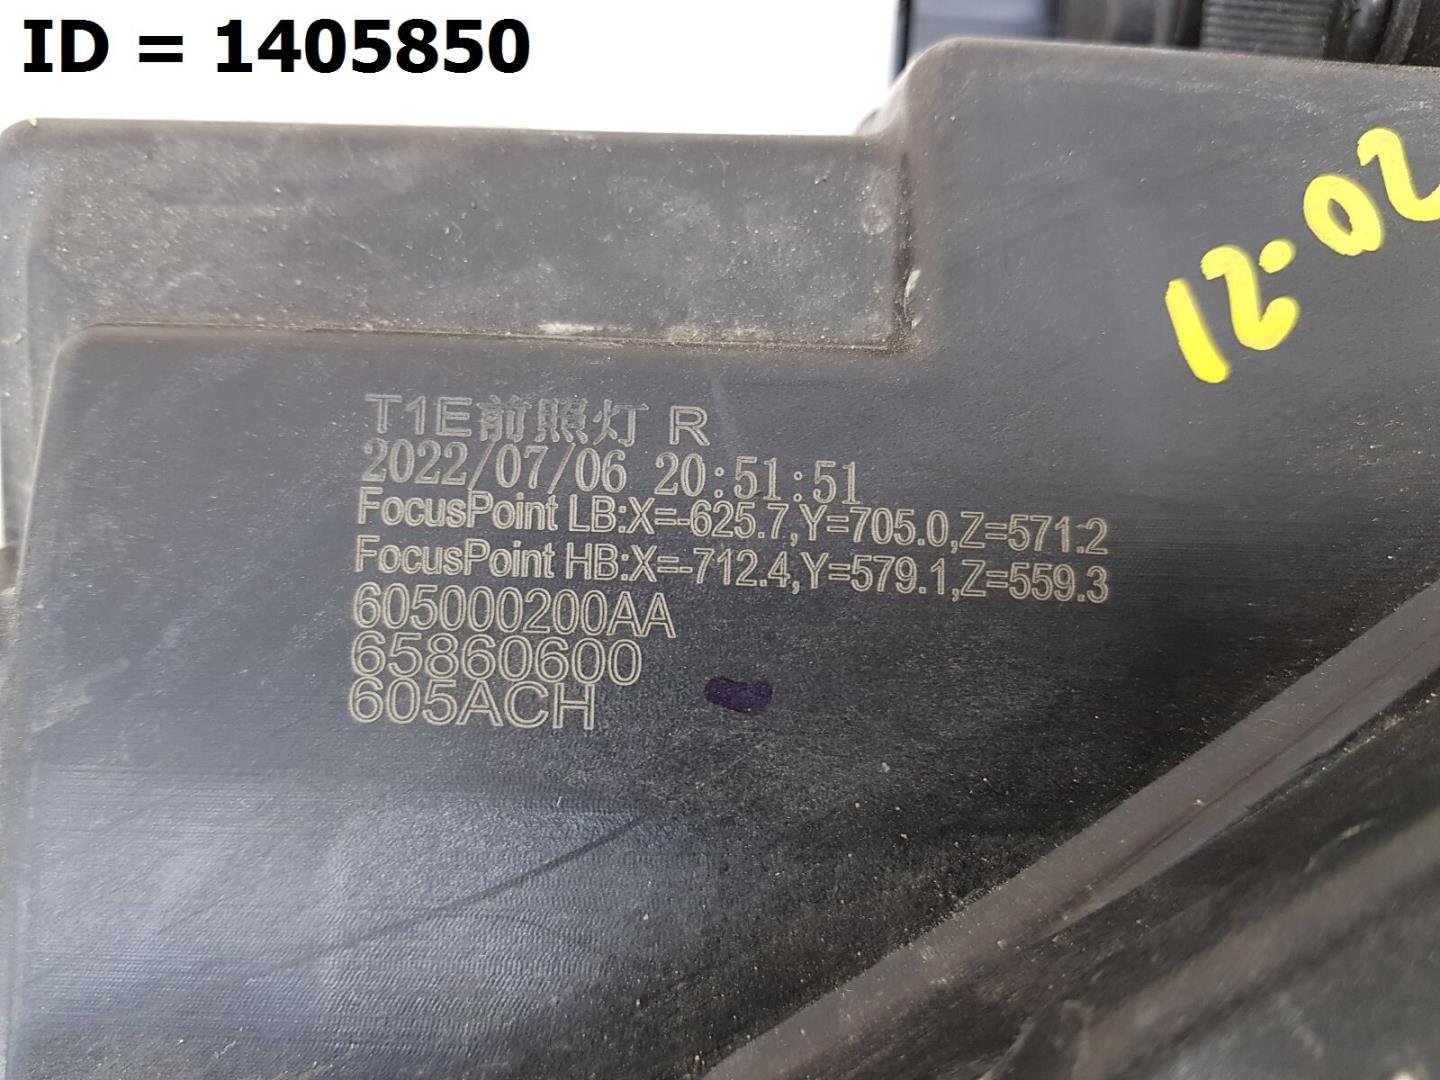 ID = 1405850
12:02
T1E前照灯 R
2022/07/06 20:51:51
FocusPoint LB:X=-625.7,Y=705.0,Z=571.2
FocusPoint HB:X=-712.4,Y=579.1,Z=559.3
605000200AA
65860600
605ACH